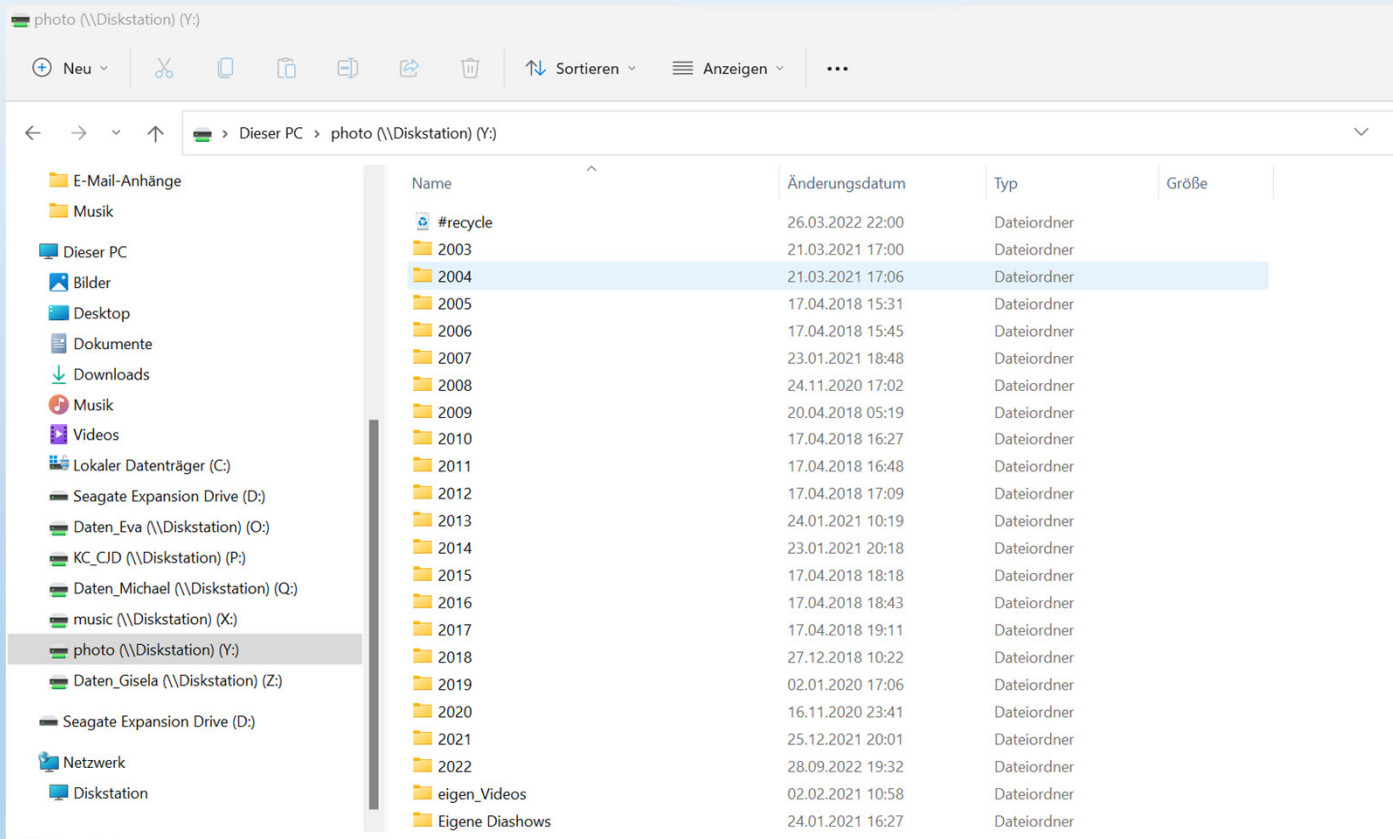 photo (\\Diskstation) (Y:)
Neu
Sortieren
Anzeigen
Dieser PC
photo (\\Diskstation) (Y:)
E-Mail-Anhänge
Musik
Dieser PC
Bilder
Desktop
Dokumente
Downloads
Musik
Videos
Lokaler Datenträger (C:)
Seagate Expansion Drive (D:)
Daten_Eva (\\Diskstation) (O:)
KC_CJD (\\Diskstation) (P:)
Daten_Michael (\\Diskstation) (Q:)
music (\\Diskstation) (X:)
photo (\\Diskstation) (Y:)
Daten_Gisela (\\Diskstation) (Z:)
Seagate Expansion Drive (D:)
Netzwerk
Diskstation
Name Änderungsdatum Typ Größe
#recycle 26.03.2022 22:00 Dateiordner
2003 21.03.2021 17:00 Dateiordner
2004 21.03.2021 17:06 Dateiordner
2005 17.04.2018 15:31 Dateiordner
2006 17.04.2018 15:45 Dateiordner
2007 23.01.2021 18:48 Dateiordner
2008 24.11.2020 17:02 Dateiordner
2009 20.04.2018 05:19 Dateiordner
2010 17.04.2018 16:27 Dateiordner
2011 17.04.2018 16:48 Dateiordner
2012 17.04.2018 17:09 Dateiordner
2013 24.01.2021 10:19 Dateiordner
2014 23.01.2021 20:18 Dateiordner
2015 17.04.2018 18:18 Dateiordner
2016 17.04.2018 18:43 Dateiordner
2017 17.04.2018 19:11 Dateiordner
2018 27.12.2018 10:22 Dateiordner
2019 02.01.2020 17:06 Dateiordner
2020 16.11.2020 23:41 Dateiordner
2021 25.12.2021 20:01 Dateiordner
2022 28.09.2022 19:32 Dateiordner
eigen_Videos 02.02.2021 10:58 Dateiordner
Eigene Diashows 24.01.2021 16:27 Dateiordner